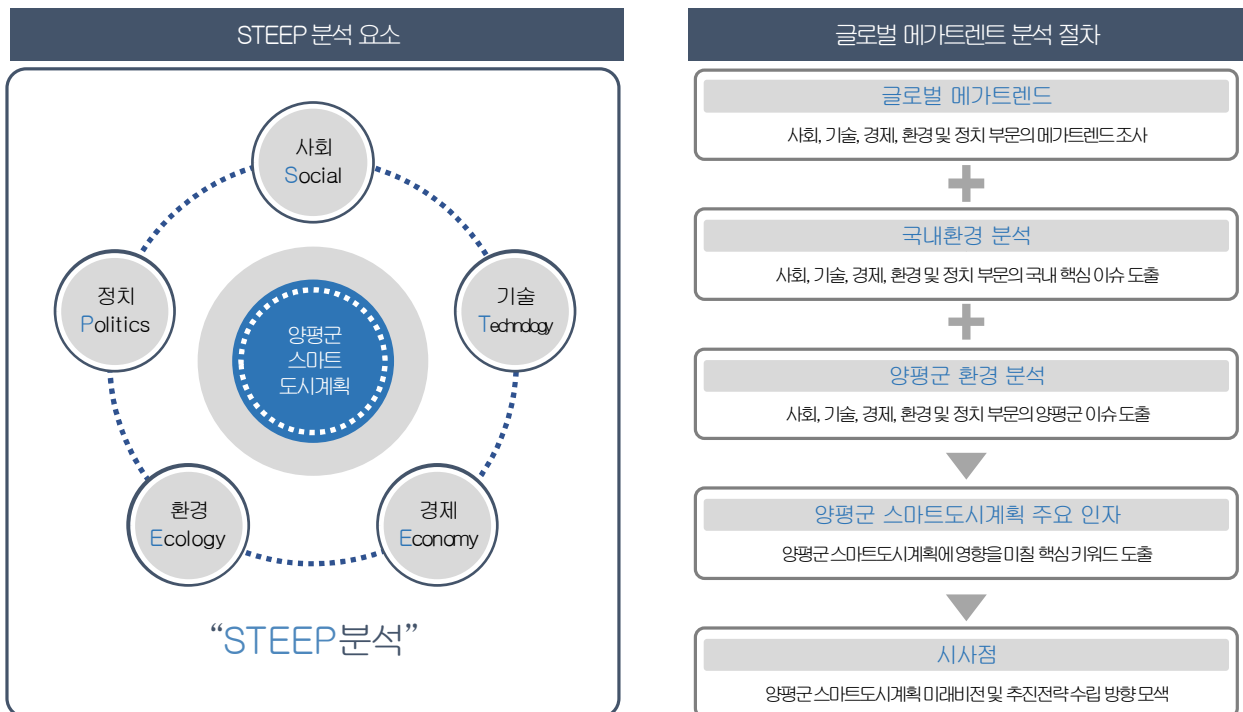 STEEP 분석 요소
사회
Social
정치
Politics
기술
Technology
양평군
스마트
도시계획
환경
Ecology
경제
Economy
“STEEP분석”
글로벌 메가트렌트 분석 절차
글로벌 메가트렌드
사회, 기술, 경제, 환경 및 정치 부문의 메가트렌드 조사
국내환경 분석
사회, 기술, 경제, 환경 및 정치 부문의 국내 핵심 이슈 도출
양평군 환경 분석
사회, 기술, 경제, 환경 및 정치 부문의 양평군 이슈 도출
양평군 스마트도시계획 주요 인자
양평군 스마트도시계획에 영향을 미칠 핵심 키워드 도출
시사점
양평군 스마트도시계획 미래비전 및 추진전략 수립 방향 모색